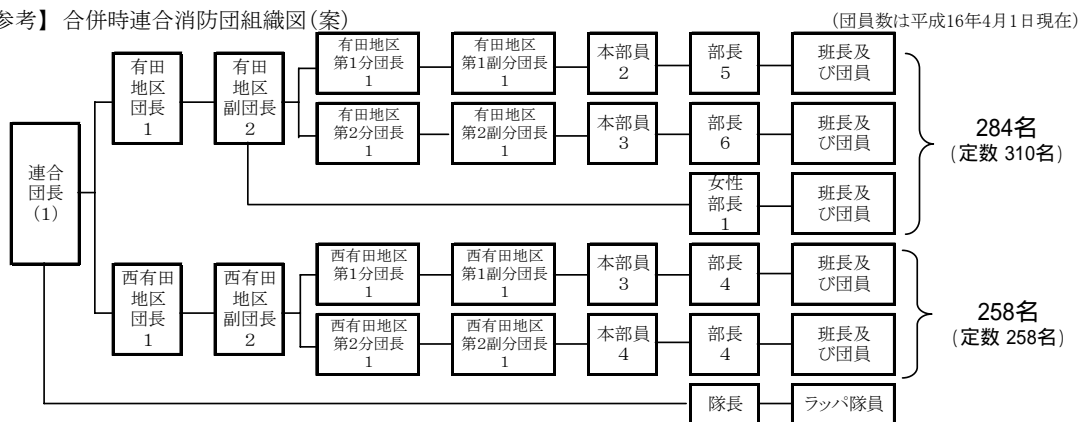 参考】 合併時連合消防団組織図(案)
(団員数は平成16年4月1日現在)
連合
団長
(1)
有田
地区
団長
1
有田
地区
副団長
2
有田地区
第1分団長
1
有田地区
第1副分団長
1
本部員
2
部長
5
班長及
び団員
有田地区
第2分団長
1
有田地区
第2副分団長
1
本部員
3
部長
6
班長及
び団員
女性
部長
1
班長及
び団員
284名
(定数 310名)
西有田
地区
団長
1
西有田
地区
副団長
2
西有田地区
第1分団長
1
西有田地区
第1副分団長
1
本部員
3
部長
4
班長及
び団員
西有田地区
第2分団長
1
西有田地区
第2副分団長
1
本部員
4
部長
4
班長及
び団員
258名
(定数 258名)
隊長
ラッパ隊員